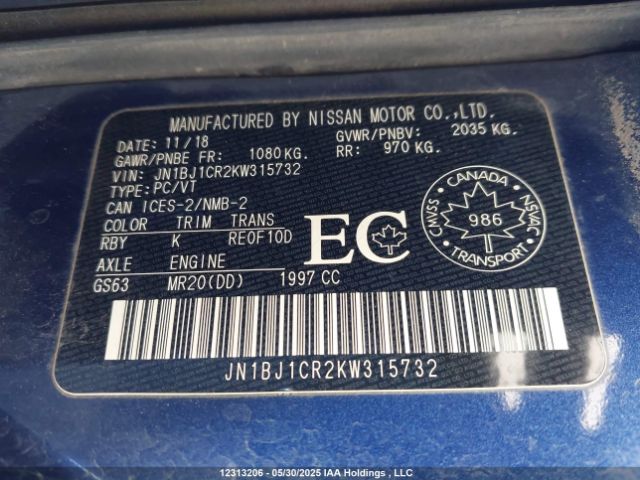 MANUFACTURED BY NISSAN MOTOR CO.,LTD.
DATE: 11/18 GVWR/PNBV: 2035 KG.
GAWR/PNBE FR: 1080KG. RR: 970 KG.
VIN: JN1BJ1CR2KW315732
TYPE: PC/VT
CAN ICES-2/NMB-2
COLOR TRIM TRANS
RBY K RE0F10D
AXLE ENGINE
GS63 MR20(DD) 1997 CC
EC
CANADA
CMVSS 986 NSVAC
TRANSPORT
JN1BJ1CR2KW315732
12313206 - 05/30/2025 IAA Holdings , LLC